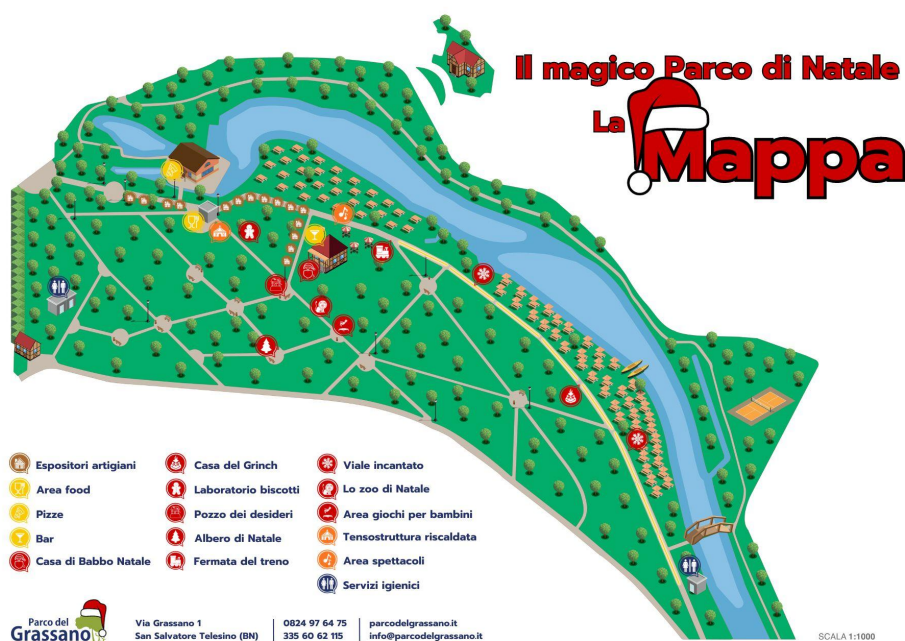 Il magico Parco di Natale
La Mappa
Espositori artigiani
Area food
Pizze
Bar
Casa di Babbo Natale
Casa del Grinch
Laboratorio biscotti
Pozzo dei desideri
Albero di Natale
Fermata del treno
Viale incantato
Lo zoo di Natale
Area giochi per bambini
Tensostruttura riscaldata
Area spettacoli
Servizi igienici
Parco del
Grassano
Via Grassano 1
San Salvatore Telesino (BN)
0824 97 64 75
335 60 62 115
parcodelgrassano.it
info@parcodelgrassano.it
SCALA 1:1000